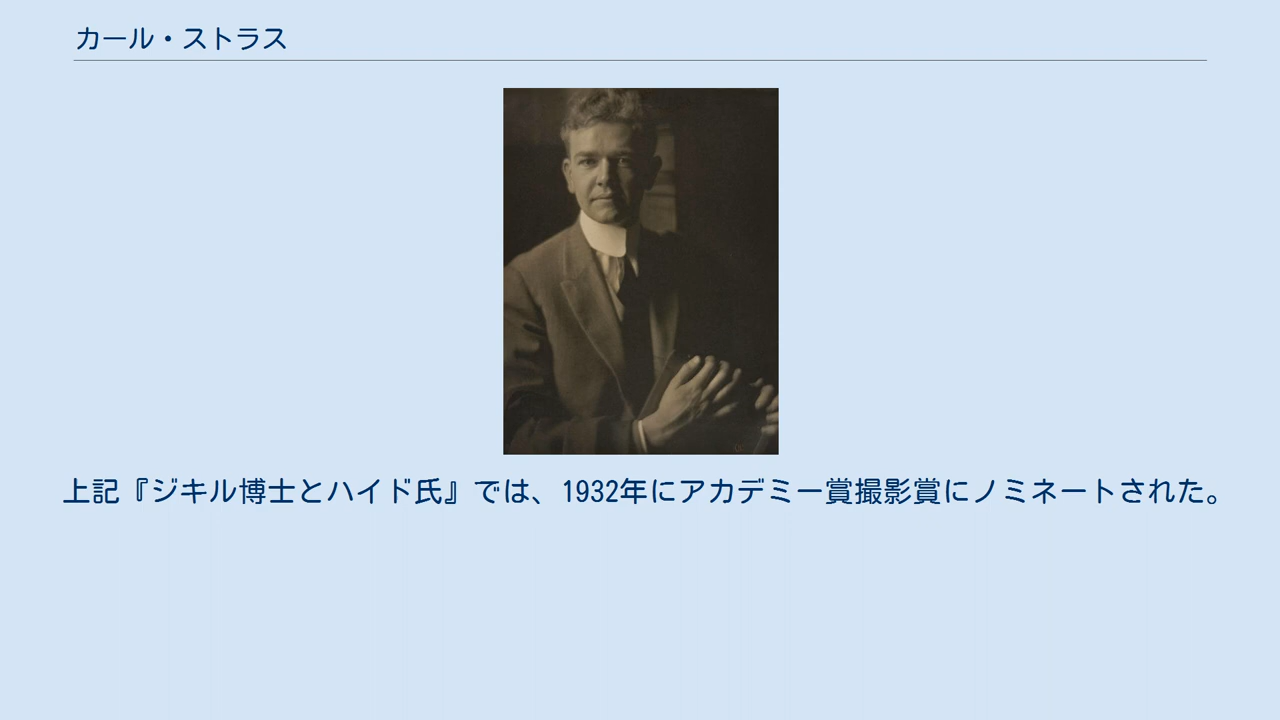 カール・ストラス
上記『ジキル博士とハイド氏』では、1932年にアカデミー賞撮影賞にノミネートされた。